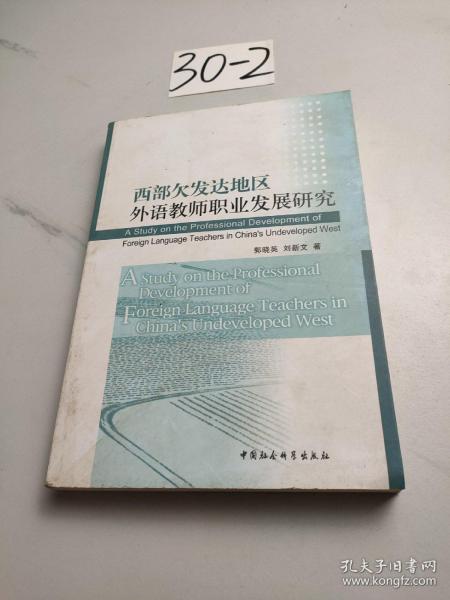 30-2
西部欠发达地区
外语教师职业发展研究
A Study on the Professional Development of
Foreign Language Teachers in China's Undeveloped West
郭晓英 刘新文 著
A Study on the Professional
Development of
Foreign Language Teachers in
China's Undeveloped West
中国社会科学出版社
孔夫子旧书网
www.kongfz.com